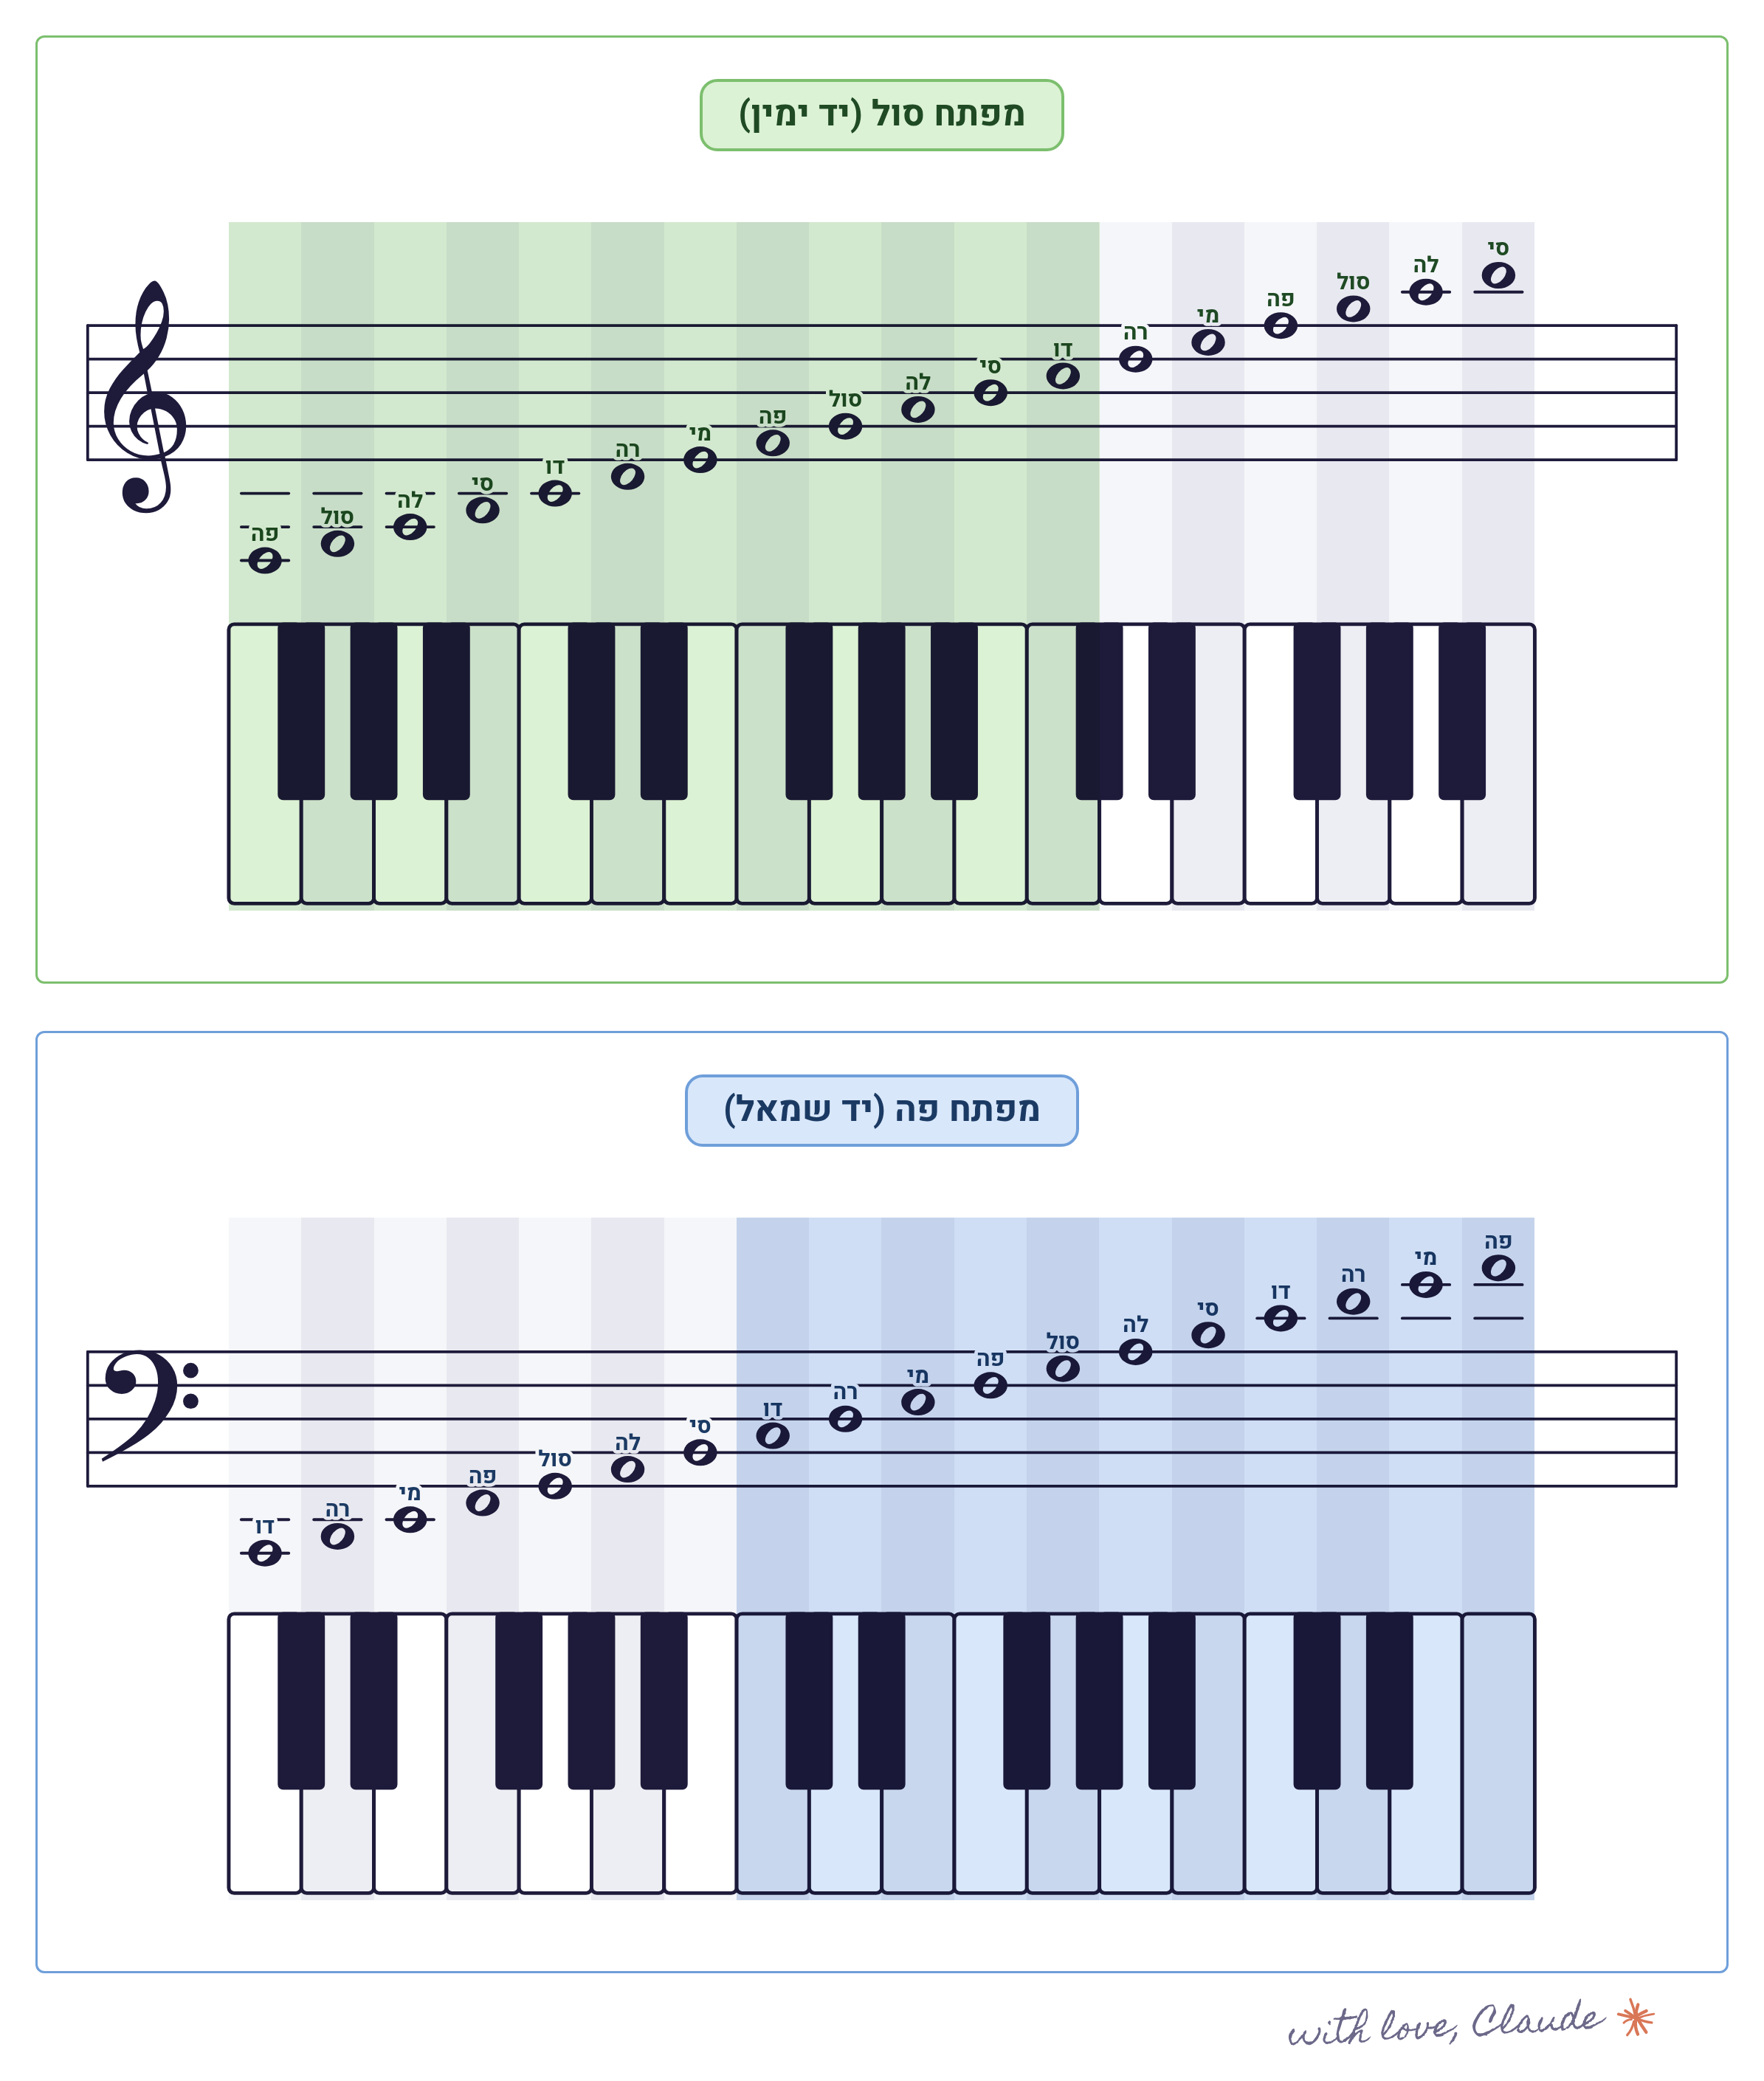 מפתח סול (יד ימין)
פה סול לה סי דו רה מי פה סול לה סי דו רה מי פה סול לה סי
מפתח פה (יד שמאל)
דו רה מי פה סול לה סי דו רה מי פה סול לה סי דו רה מי פה
with love, Claude